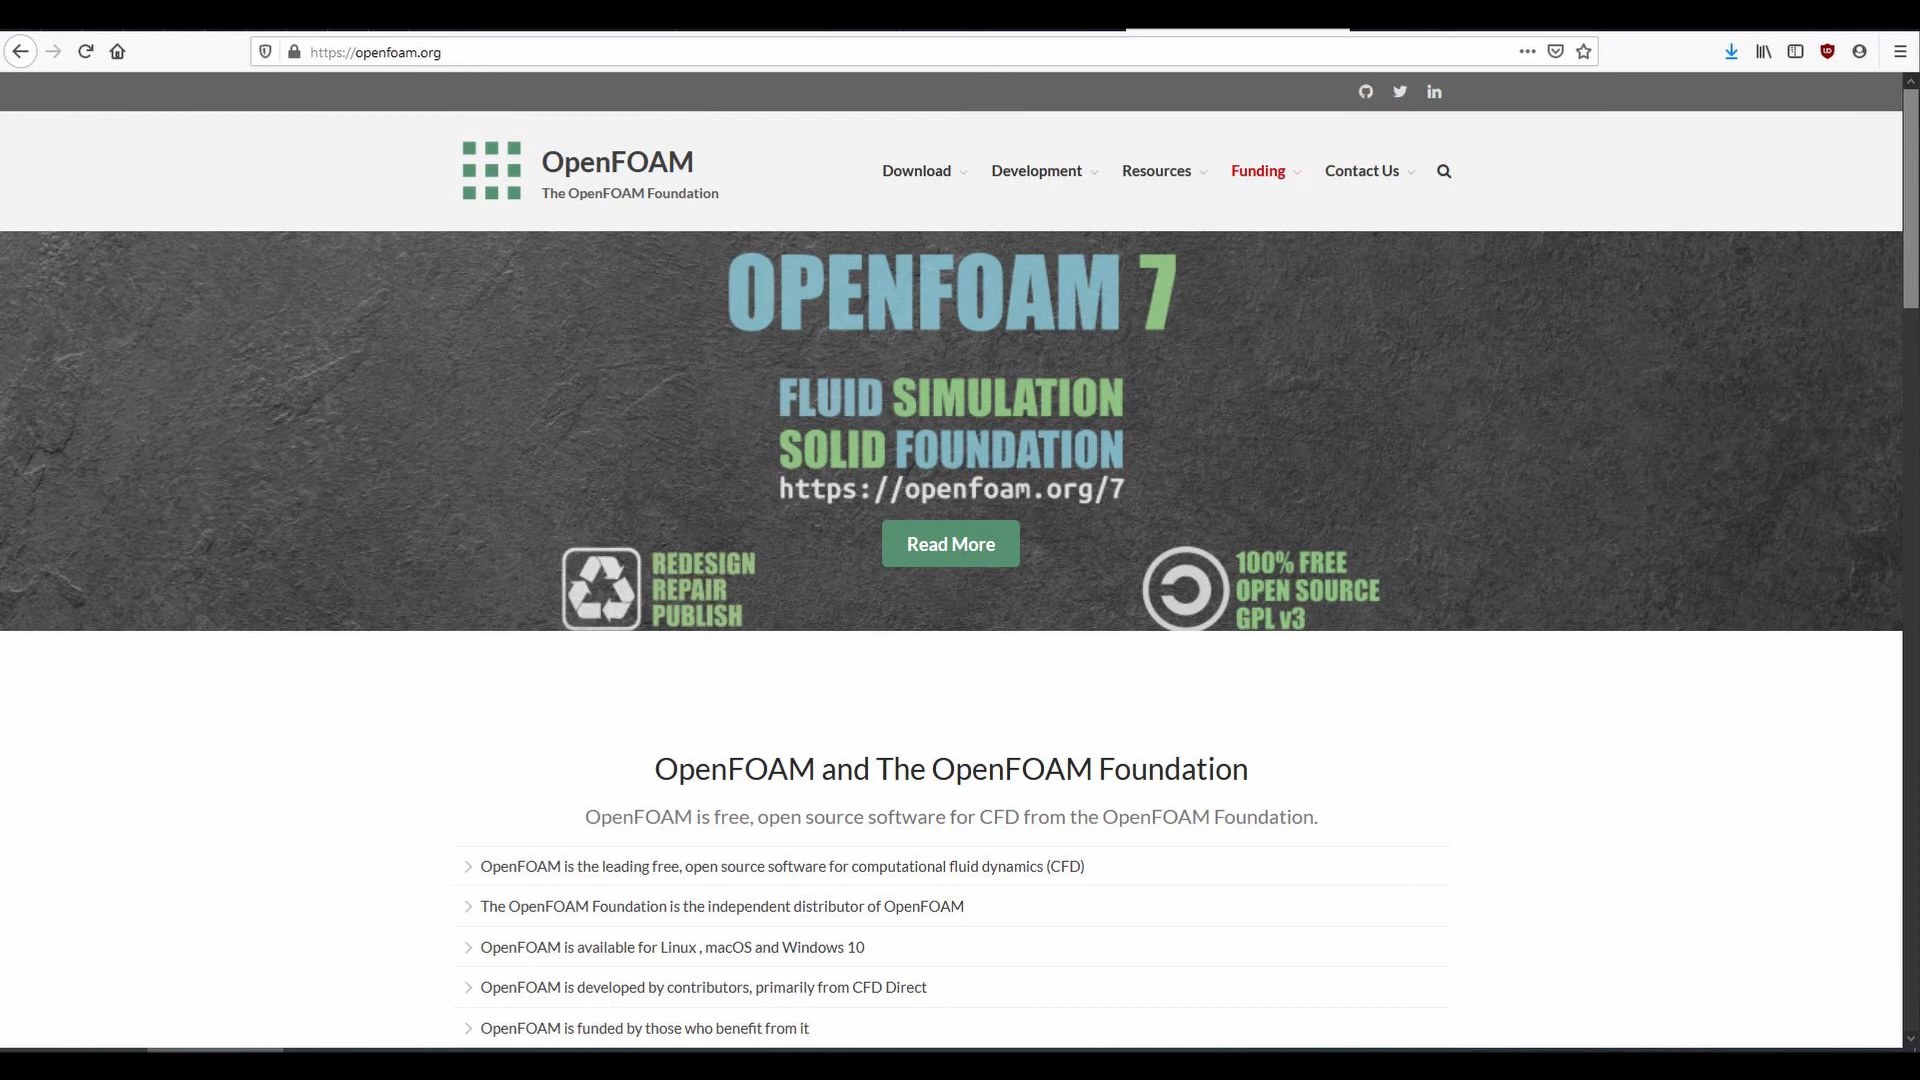 https://openfoam.org
OpenFOAM
The OpenFOAM Foundation
Download Development Resources Funding Contact Us
OPENFOAM 7
FLUID SIMULATION
SOLID FOUNDATION
https://openfoam.org/7
Read More
REDESIGN
REPAIR
PUBLISH
100% FREE
OPEN SOURCE
GPL v3
OpenFOAM and The OpenFOAM Foundation
OpenFOAM is free, open source software for CFD from the OpenFOAM Foundation.
OpenFOAM is the leading free, open source software for computational fluid dynamics (CFD)
The OpenFOAM Foundation is the independent distributor of OpenFOAM
OpenFOAM is available for Linux , macOS and Windows 10
OpenFOAM is developed by contributors, primarily from CFD Direct
OpenFOAM is funded by those who benefit from it